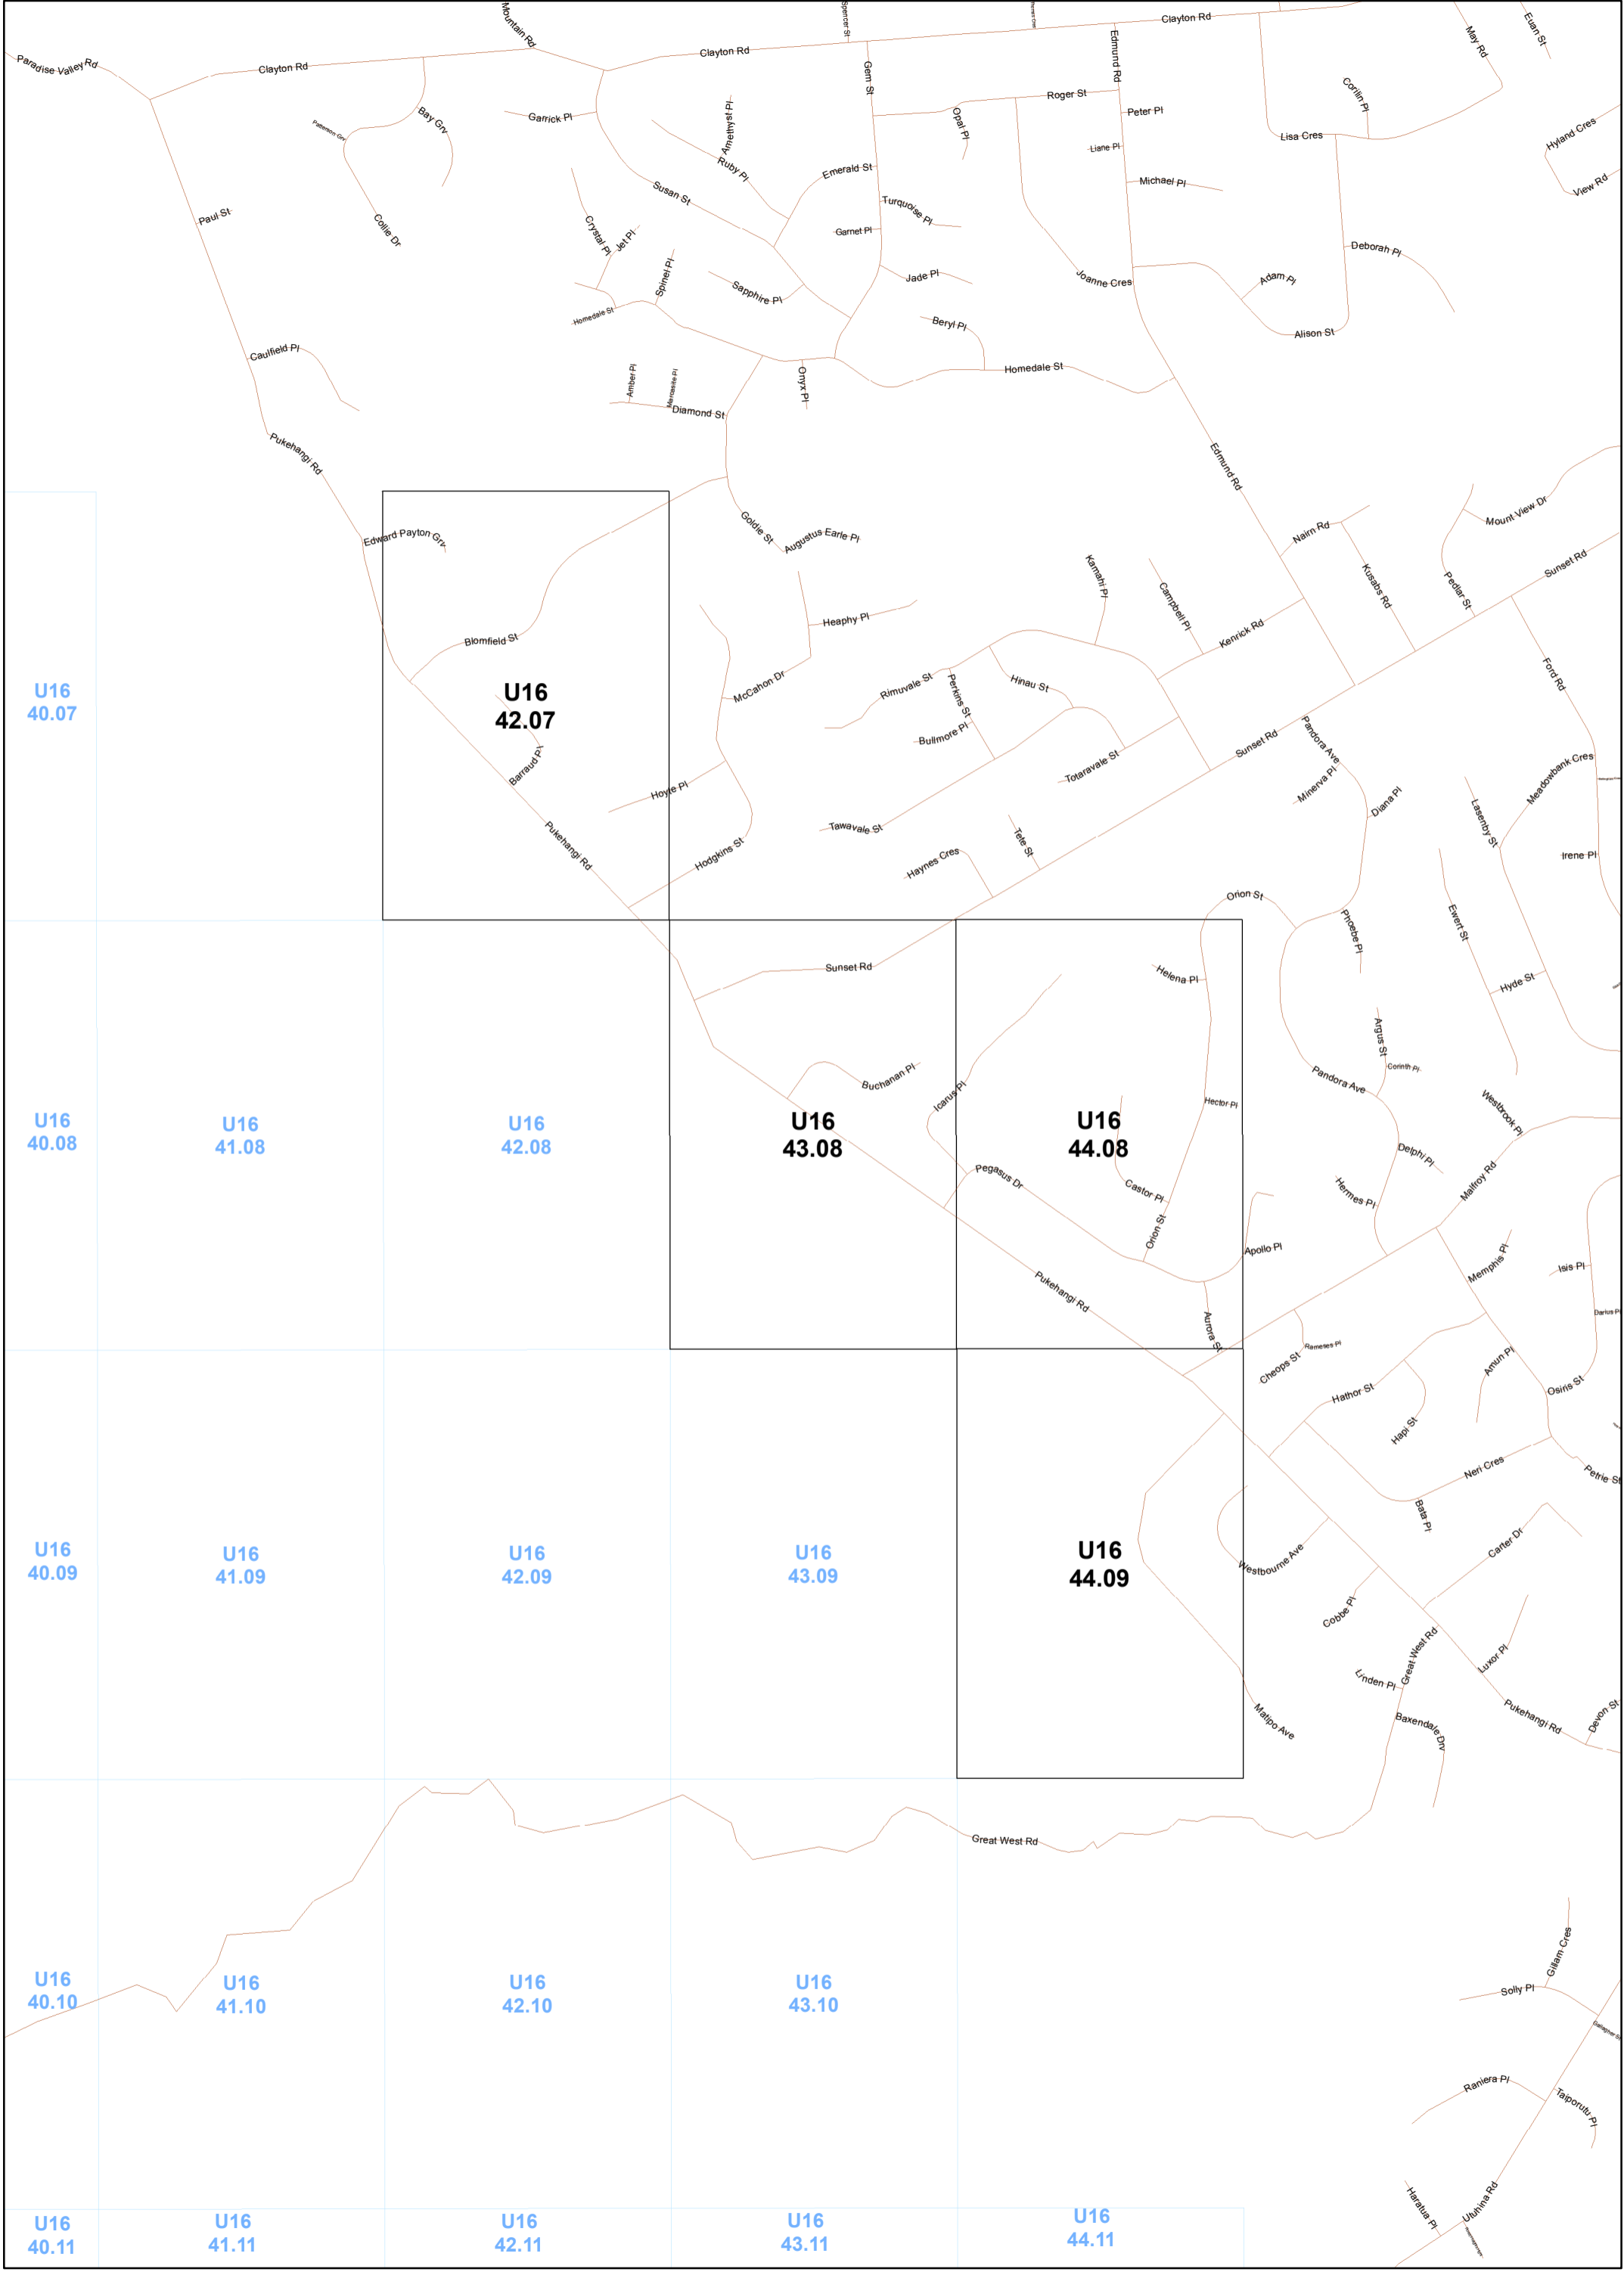 Mountain Rd
Spencer St
Clayton Rd
Edmund Rd
May Rd
Euan St
Paradise Valley Rd
Clayton Rd
Clayton Rd
Gem St
Corilin Pl
Patterson Grv
Bay Grv
Garrick Pl
Amethyst Pl
Opal Pl
Roger St
Peter Pl
Lisa Cres
Hyland Cres
Liane Pl
Ruby Pl
Emerald St
Michael Pl
View Rd
Susan St
Turquoise Pl
Paul St
Collie Dr
Crystal Pl
Jet Pl
Garnet Pl
Deborah Pl
Spinel Pl
Sapphire Pl
Jade Pl
Joanne Cres
Adam Pl
Homedale St
Beryl Pl
Alison St
Caulfield Pl
Amber Pl
Marcasite Pl
Onyx Pl
Homedale St
Diamond St
Pukehangi Rd
Edmund Rd
Edward Payton Grv
Goldie St
Augustus Earle Pl
Nairn Rd
Mount View Dr
Sunset Rd
Kamahi Pl
Campbell Pl
Kusabs Rd
Pedlar St
Blomfield St
Heaphy Pl
Kenrick Rd
U16
40.07
U16
42.07
McCahon Dr
Rimuvale St
Perkins St
Hinau St
Ford Rd
Bullmore Pl
Barraud Pl
Totaravale St
Sunset Rd
Pandora Ave
Minerva Pl
Meadowbank Cres
Hoyle Pl
Diana Pl
Lasenby St
Pukehangi Rd
Tawavale St
Tete St
Hodgkins St
Haynes Cres
Irene Pl
Orion St
Phoebe Pl
Ewert St
Sunset Rd
Helena Pl
Hyde St
Argus St
Buchanan Pl
Icarus Pl
Corinth Pl
Pandora Ave
Hector Pl
Westbrook Pl
U16
40.08
U16
41.08
U16
42.08
U16
43.08
U16
44.08
Delphi Pl
Pegasus Dr
Castor Pl
Hermes Pl
Malfroy Rd
Orion St
Apollo Pl
Memphis Pl
Isis Pl
Pukehangi Rd
Aurora St
Darius Pl
Rameses Pl
Cheops St
Amun Pl
Hathor St
Osiris St
Hapi St
Neri Cres
Petrie St
Bata Pl
Carter Dr
U16
40.09
U16
41.09
U16
42.09
U16
43.09
U16
44.09
Westbourne Ave
Cobbe Pl
Great West Rd
Luxor Pl
Linden Pl
Matipo Ave
Baxendale Drv
Pukehangi Rd
Devon St
Great West Rd
Gillam Cres
U16
40.10
U16
41.10
U16
42.10
U16
43.10
Solly Pl
Gallagher St
Raniera Pl
Taiporutu Pl
Haratua Pl
Utuhina Rd
U16
40.11
U16
41.11
U16
42.11
U16
43.11
U16
44.11